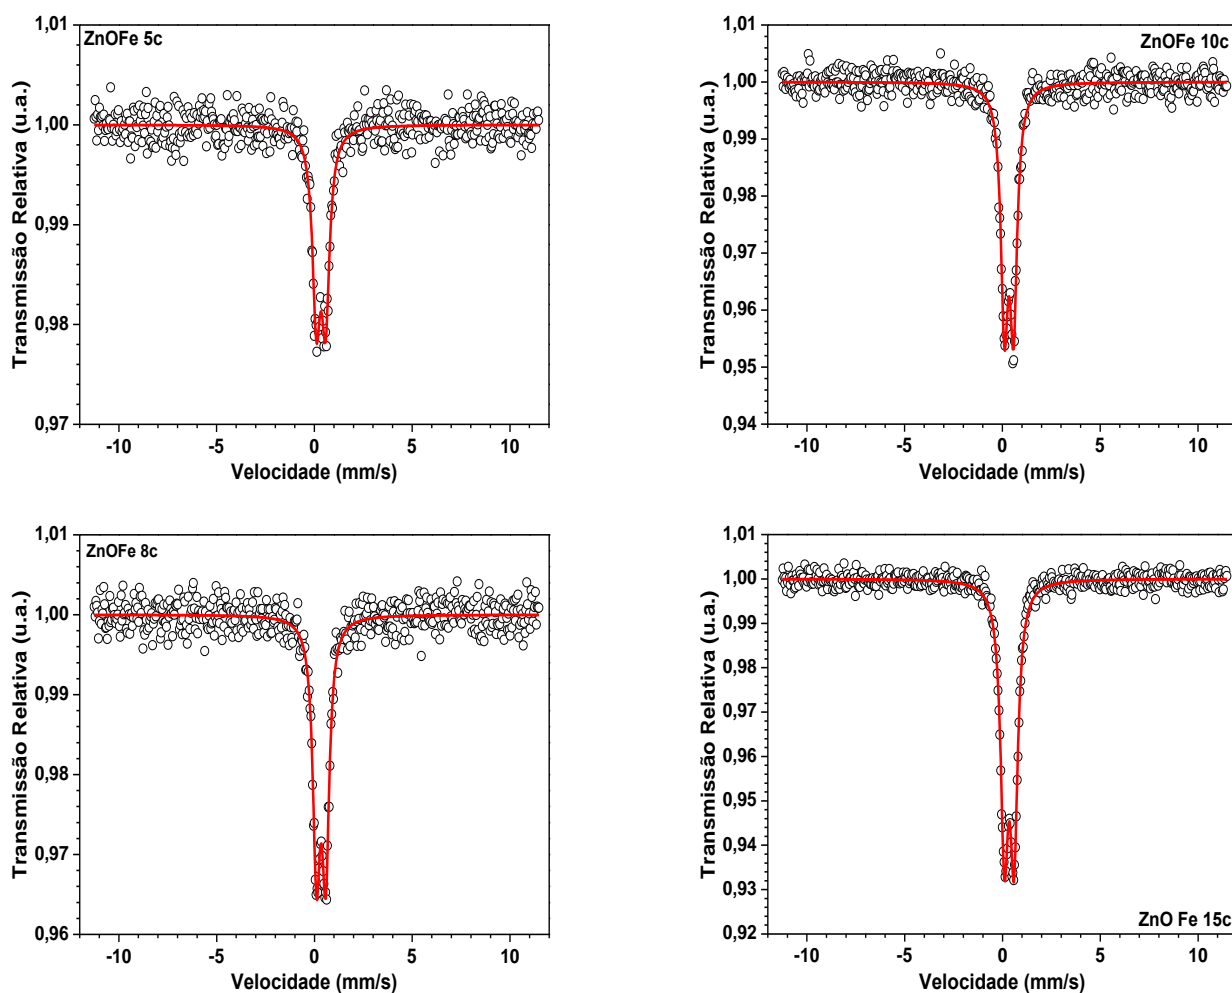 1,01
ZnOFe 5c
1,00
0,99
0,98
0,97
Transmissão Relativa (u.a.)
-10 -5 0 5 10
Velocidade (mm/s)
1,01
ZnOFe 10c
1,00
0,99
0,98
0,97
0,96
0,95
0,94
Transmissão Relativa (u.a.)
-10 -5 0 5 10
Velocidade (mm/s)
1,01
ZnOFe 8c
1,00
0,99
0,98
0,97
0,96
Transmissão Relativa (u.a.)
-10 -5 0 5 10
Velocidade (mm/s)
1,01
1,00
0,99
0,98
0,97
0,96
0,95
0,94
0,93
0,92
ZnO Fe 15c
Transmissão Relativa (u.a.)
-10 -5 0 5 10
Velocidade (mm/s)